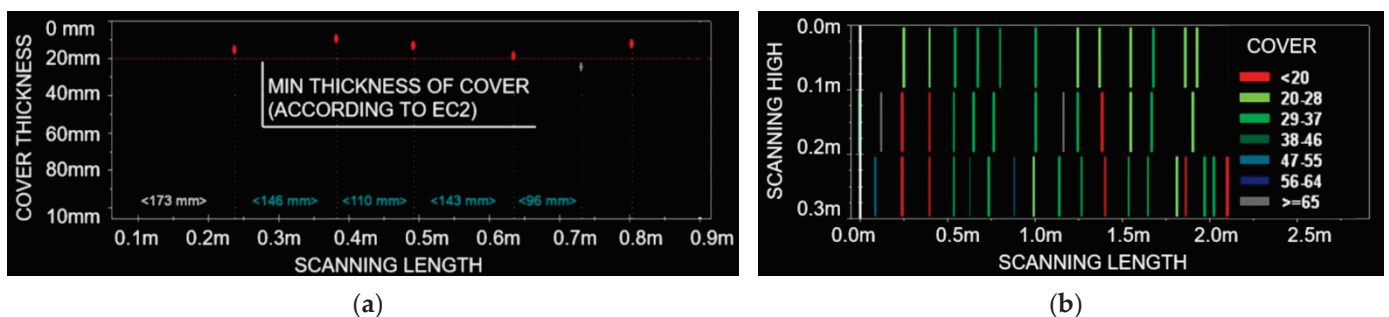 0 mm
20mm
40mm
60mm
80mm
10mm
COVER THICKNESS
MIN THICKNESS OF COVER
(ACCORDING TO EC2)
<173 mm> <146 mm> <110 mm> <143 mm> <96 mm>
0.1m 0.2m 0.3m 0.4m 0.5m 0.6m 0.7m 0.8m 0.9m
SCANNING LENGTH
(a)
0.0m
0.1m
0.2m
0.3m
SCANNING HIGH
COVER
<20
20-28
29-37
38-46
47-55
56-64
>=65
0.0m 0.5m 1.0m 1.5m 2.0m 2.5m
SCANNING LENGTH
(b)